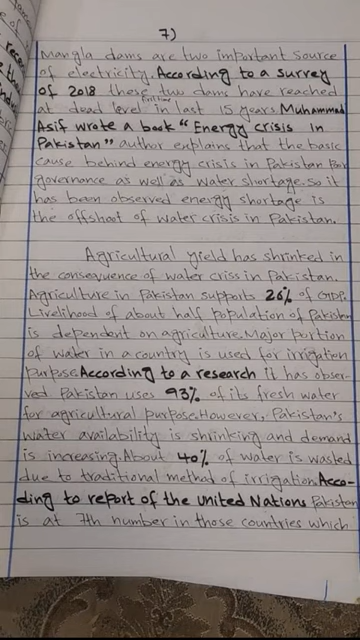 7)
Mangla dams are two important source
of electricity. According to a survey
of 2018 these two dams have reached
at dead level first time in last 15 years. Muhammed
Asif wrote a book "Energy crisis in
Pakistan" author explains that the basic
cause behind energy crisis in Pakistan
governance as well as water shortage. So it
has been observed energy shortage is
the offshoot of water crisis in Pakistan.
Agricultural yield has shrinked in
the consequence of water criss in Pakistan.
Agriculture in Pakistan supports 26% of GDP.
Livelihood of about half population of Pakistan
is dependent on agriculture. Major portion
of water in a country is used for irrigation
purpse. According to a research it has obser-
ved Pakistan uses 93% of its fresh water
for agricultural purpose. However, Pakistan's
water availability is shrinking and demand
is increasing. About 40% of water is wasted
due to traditional method of irrigation. Acco-
ding to report of the United Nations Pakistan
is at 7th number in those countries which